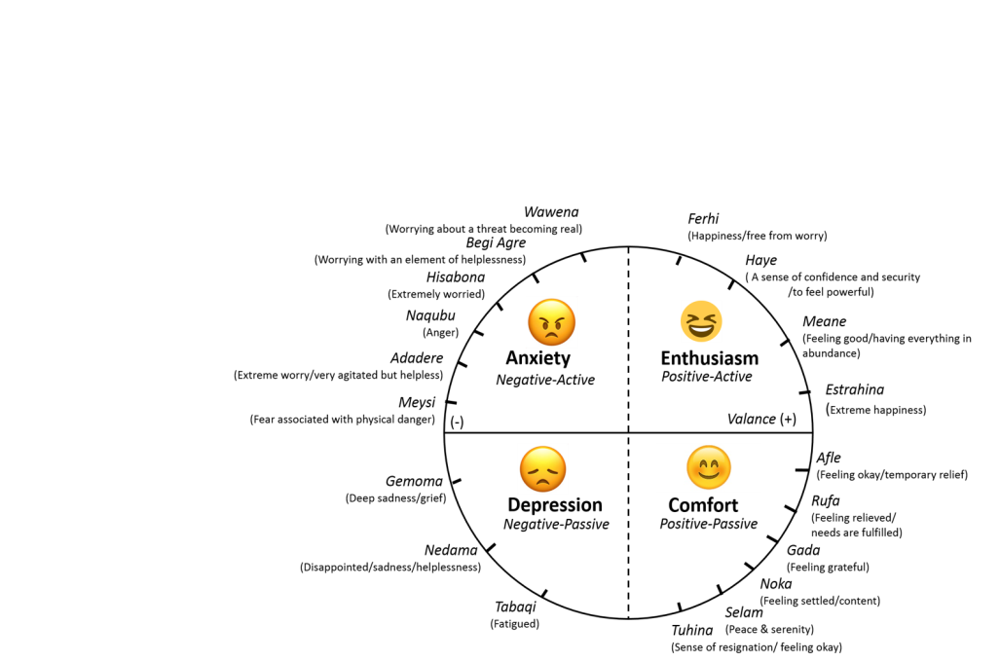 Wawena
(Worrying about a threat becoming real)
Begi Agre
(Worrying with an element of helplessness)
Hisabona
(Extremely worried)
Naqubu
(Anger)
Adadere
(Extreme worry/very agitated but helpless)
Meysi
(Fear associated with physical danger)
Ferhi
(Happiness/free from worry)
Haye
( A sense of confidence and security
/to feel powerful)
Meane
(Feeling good/having everything in
abundance)
Estrahina
(Extreme happiness)
Anxiety
Negative-Active
Enthusiasm
Positive-Active
(-)
Valance (+)
Depression
Negative-Passive
Comfort
Positive-Passive
Gemoma
(Deep sadness/grief)
Nedama
(Disappointed/sadness/helplessness)
Tabaqi
(Fatigued)
Afle
(Feeling okay/temporary relief)
Rufa
(Feeling relieved/
needs are fulfilled)
Gada
(Feeling grateful)
Noka
(Feeling settled/content)
Selam
(Peace & serenity)
Tuhina
(Sense of resignation/ feeling okay)